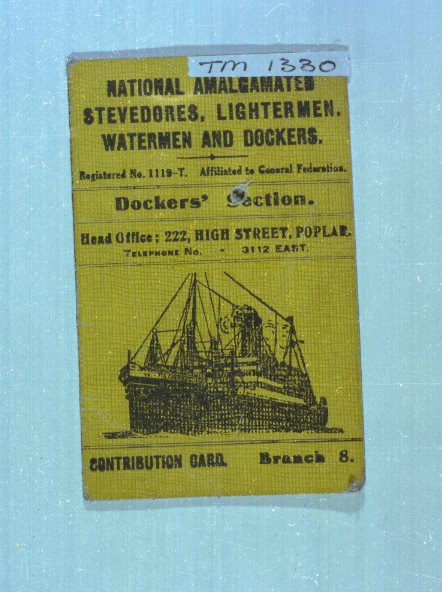 TM 1330
NATIONAL AMALGAMATED
STEVEDORES, LIGHTERMEN,
WATERMEN AND DOCKERS.
Registered No. 1119-T. Affiliated to General Federation.
Dockers' Section.
Head Office: 222, HIGH STREET, POPLAR.
TELEPHONE No. - 3112 EAST.
CONTRIBUTION CARD. Branch 8.